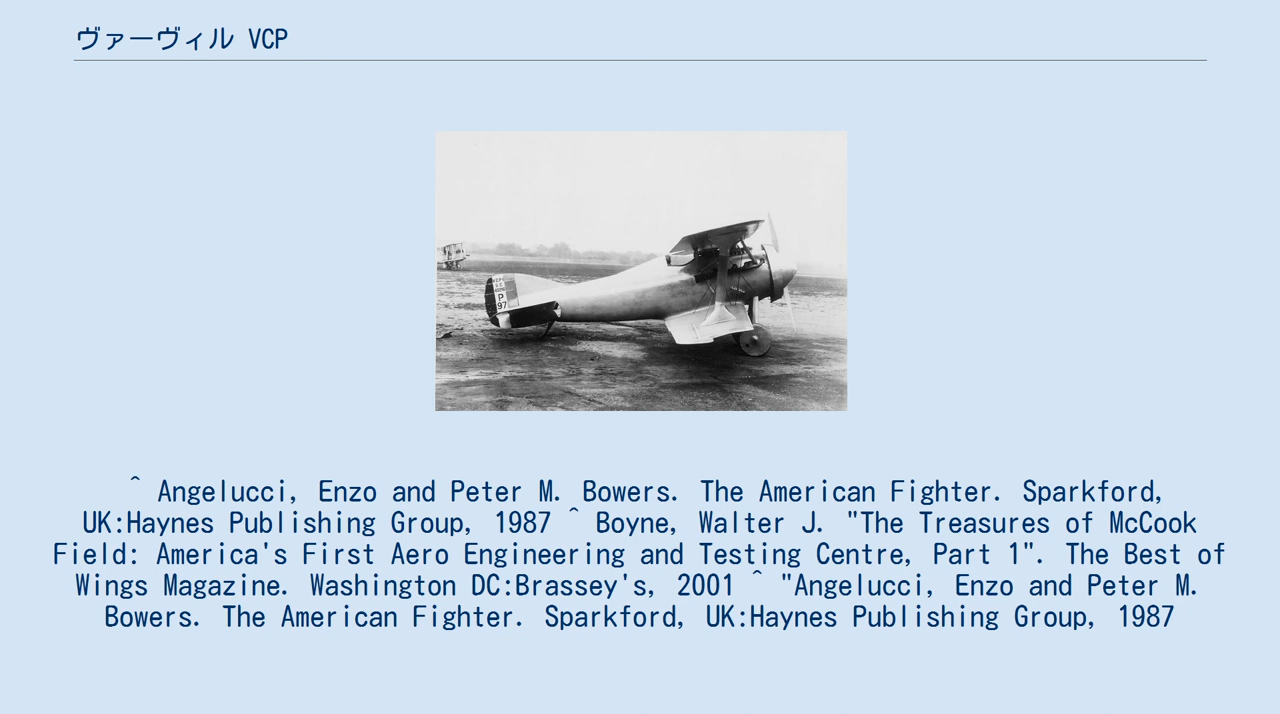 ヴァーヴィル VCP
P
97
^ Angelucci, Enzo and Peter M. Bowers. The American Fighter. Sparkford,
UK:Haynes Publishing Group, 1987 ^ Boyne, Walter J. "The Treasures of McCook
Field: America's First Aero Engineering and Testing Centre, Part 1". The Best of
Wings Magazine. Washington DC:Brassey's, 2001 ^ "Angelucci, Enzo and Peter M.
Bowers. The American Fighter. Sparkford, UK:Haynes Publishing Group, 1987